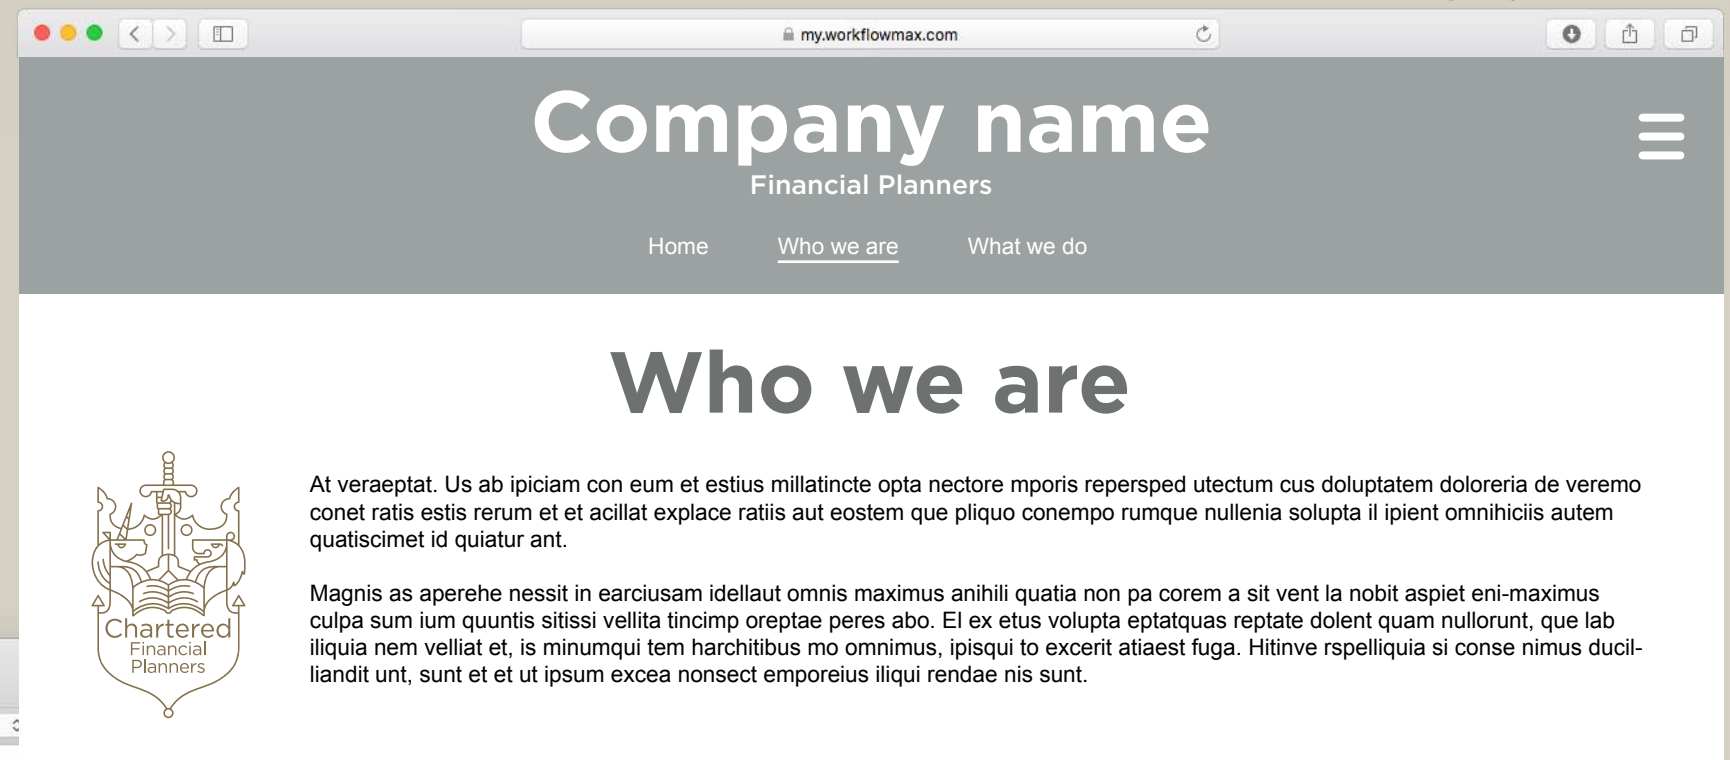 my.workflowmax.com
Company name
Financial Planners
Home Who we are What we do
Who we are
At veraeptat. Us ab ipiciam con eum et estius millatincte opta nectore mporis repersped utectum cus doluptatem doloreria de veremo
conet ratis estis rerum et et acillat explace ratiis aut eostem que pliquo conempo rumque nullenia solupta il ipient omnihiciis autem
quatiscimet id quiatur ant.
Magnis as aperehe nessit in earciusam idellaut omnis maximus anihili quatia non pa corem a sit vent la nobit aspiet eni-maximus
culpa sum ium quuntis sitissi vellita tincimp oreptae peres abo. El ex etus volupta eptatquas reptate dolent quam nullorunt, que lab
iliquia nem velliat et, is minumqui tem harchitibus mo omnimus, ipisqui to excerit atiaest fuga. Hitinve rspelliquia si conse nimus ducil-
liandit unt, sunt et et ut ipsum excea nonsect emporeius iliqui rendae nis sunt.
Chartered
Financial
Planners